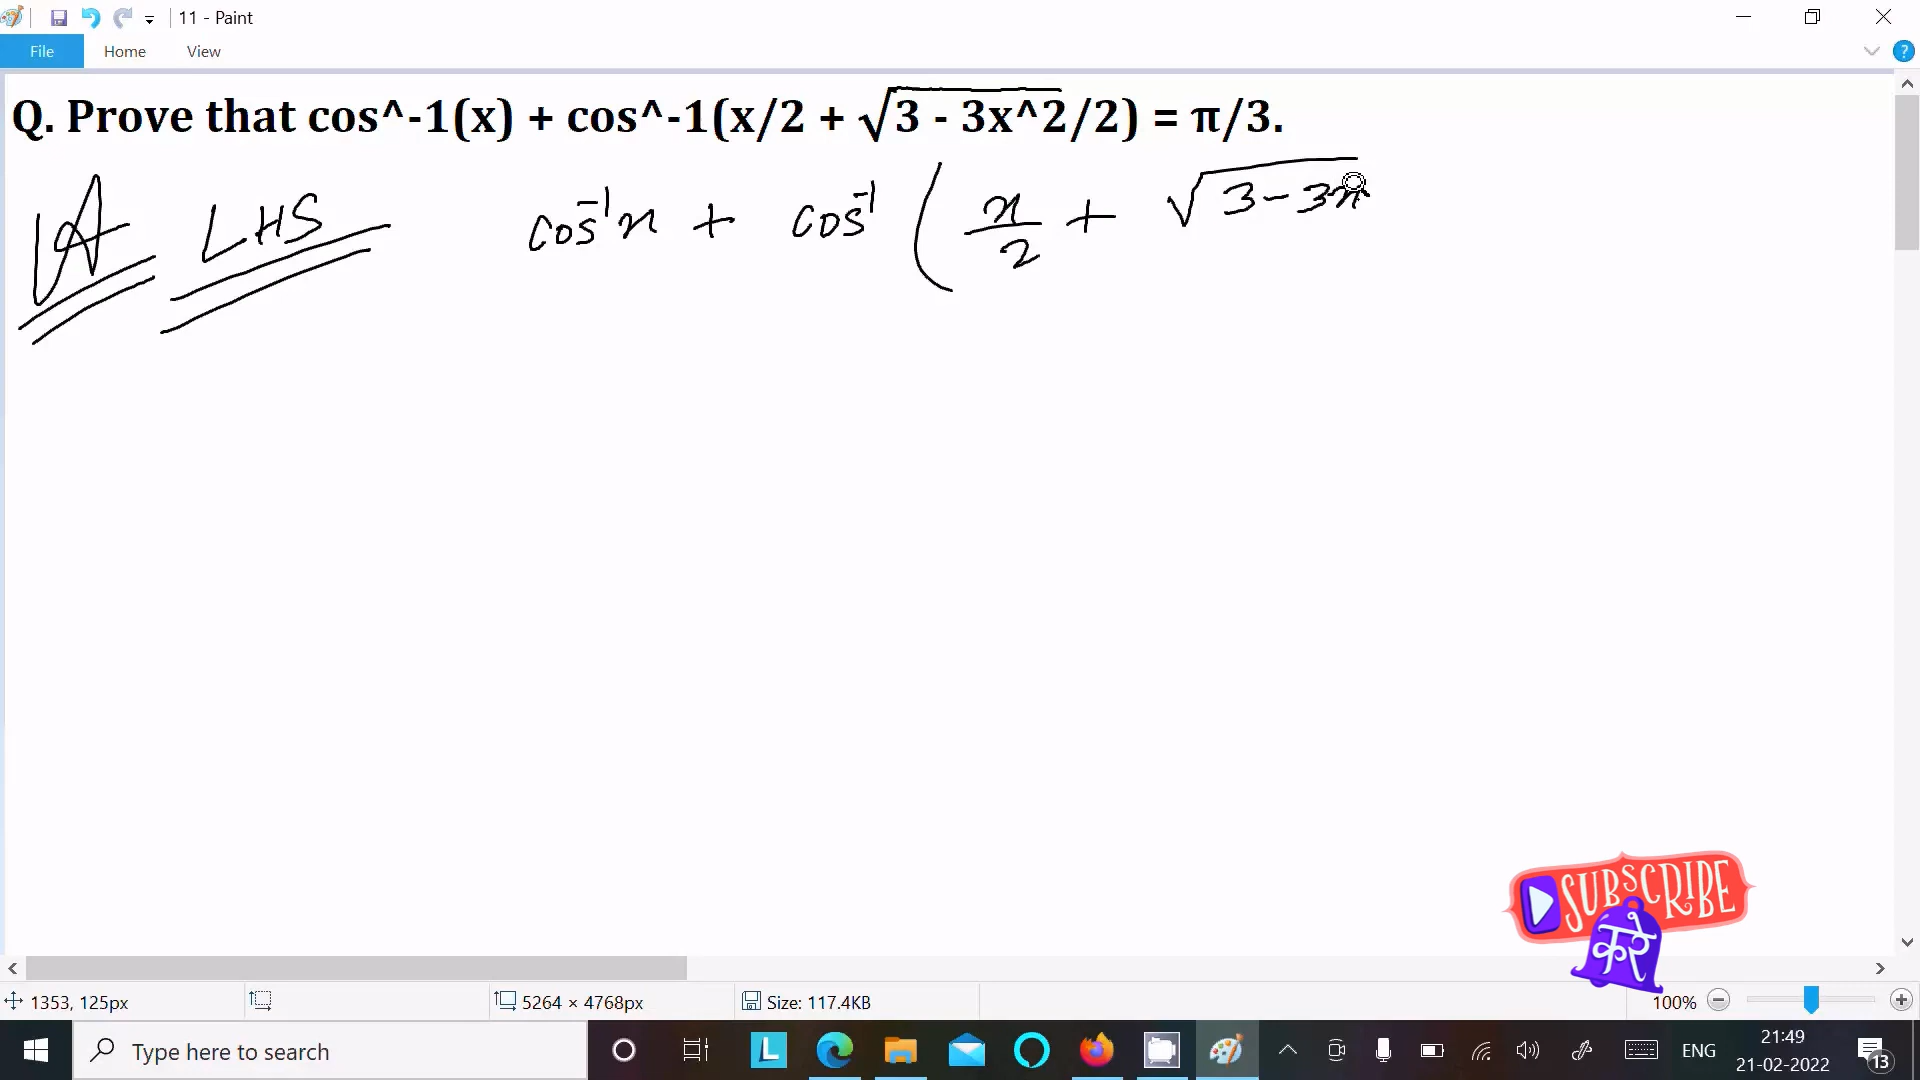 11 - Paint
File Home View
Q. Prove that cos^-1(x) + cos^-1(x/2 + √3 - 3x^2/2) = π/3.
A LHS cos⁻¹x + cos⁻¹ ( x/2 + √3-3x
SUBSCRIBE
करे
1353, 125px 5264 × 4768px Size: 117.4KB 100%
Type here to search L ENG 21:49
21-02-2022 13